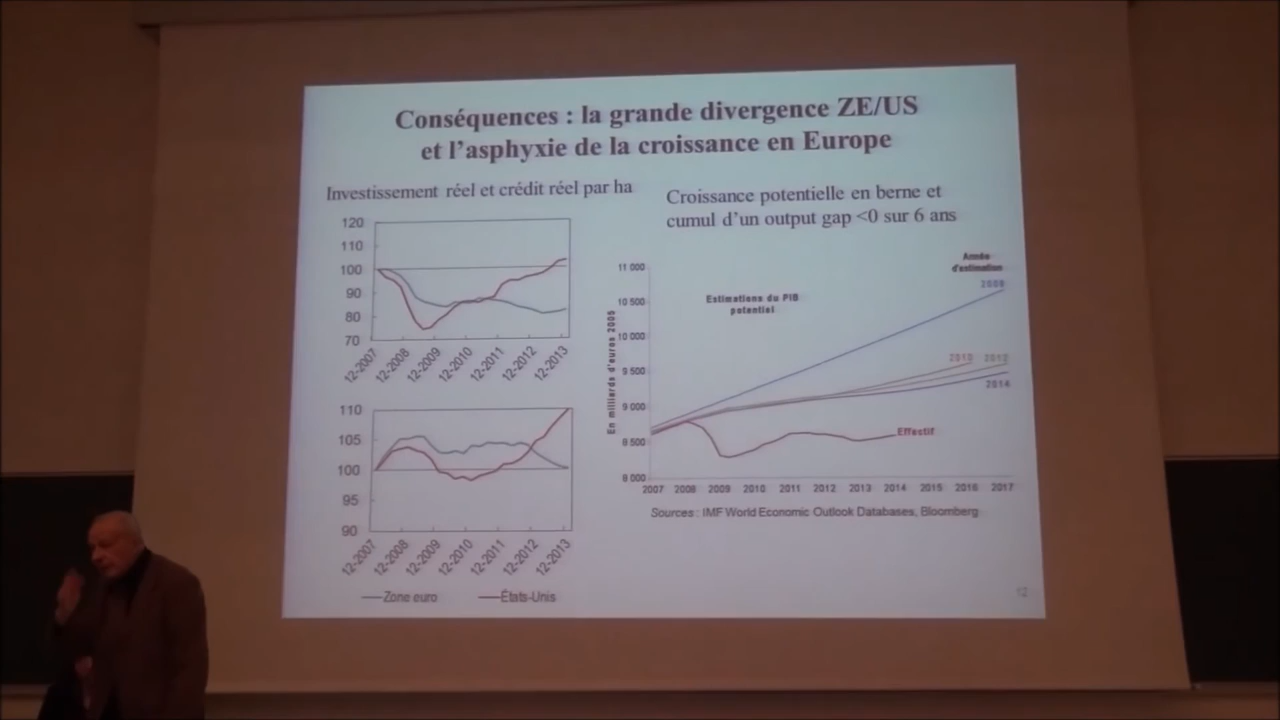 Conséquences : la grande divergence ZE/US
et l’asphyxie de la croissance en Europe
Investissement réel et crédit réel par ha
120
110
100
90
80
70
12-2007
12-2008
12-2009
12-2010
12-2011
12-2012
12-2013
110
105
100
95
90
12-2007
12-2008
12-2009
12-2010
12-2011
12-2012
12-2013
Zone euro
États-Unis
Croissance potentielle en berne et
cumul d’un output gap <0 sur 6 ans
Année
d'estimation
2008
Estimations du PIB
potentiel
En milliards d'euros 2005
11 000
10 500
10 000
9 500
9 000
8 500
8 000
2010 2012
2014
Effectif
2007 2008 2009 2010 2011 2012 2013 2014 2015 2016 2017
Sources : IMF World Economic Outlook Databases, Bloomberg
12